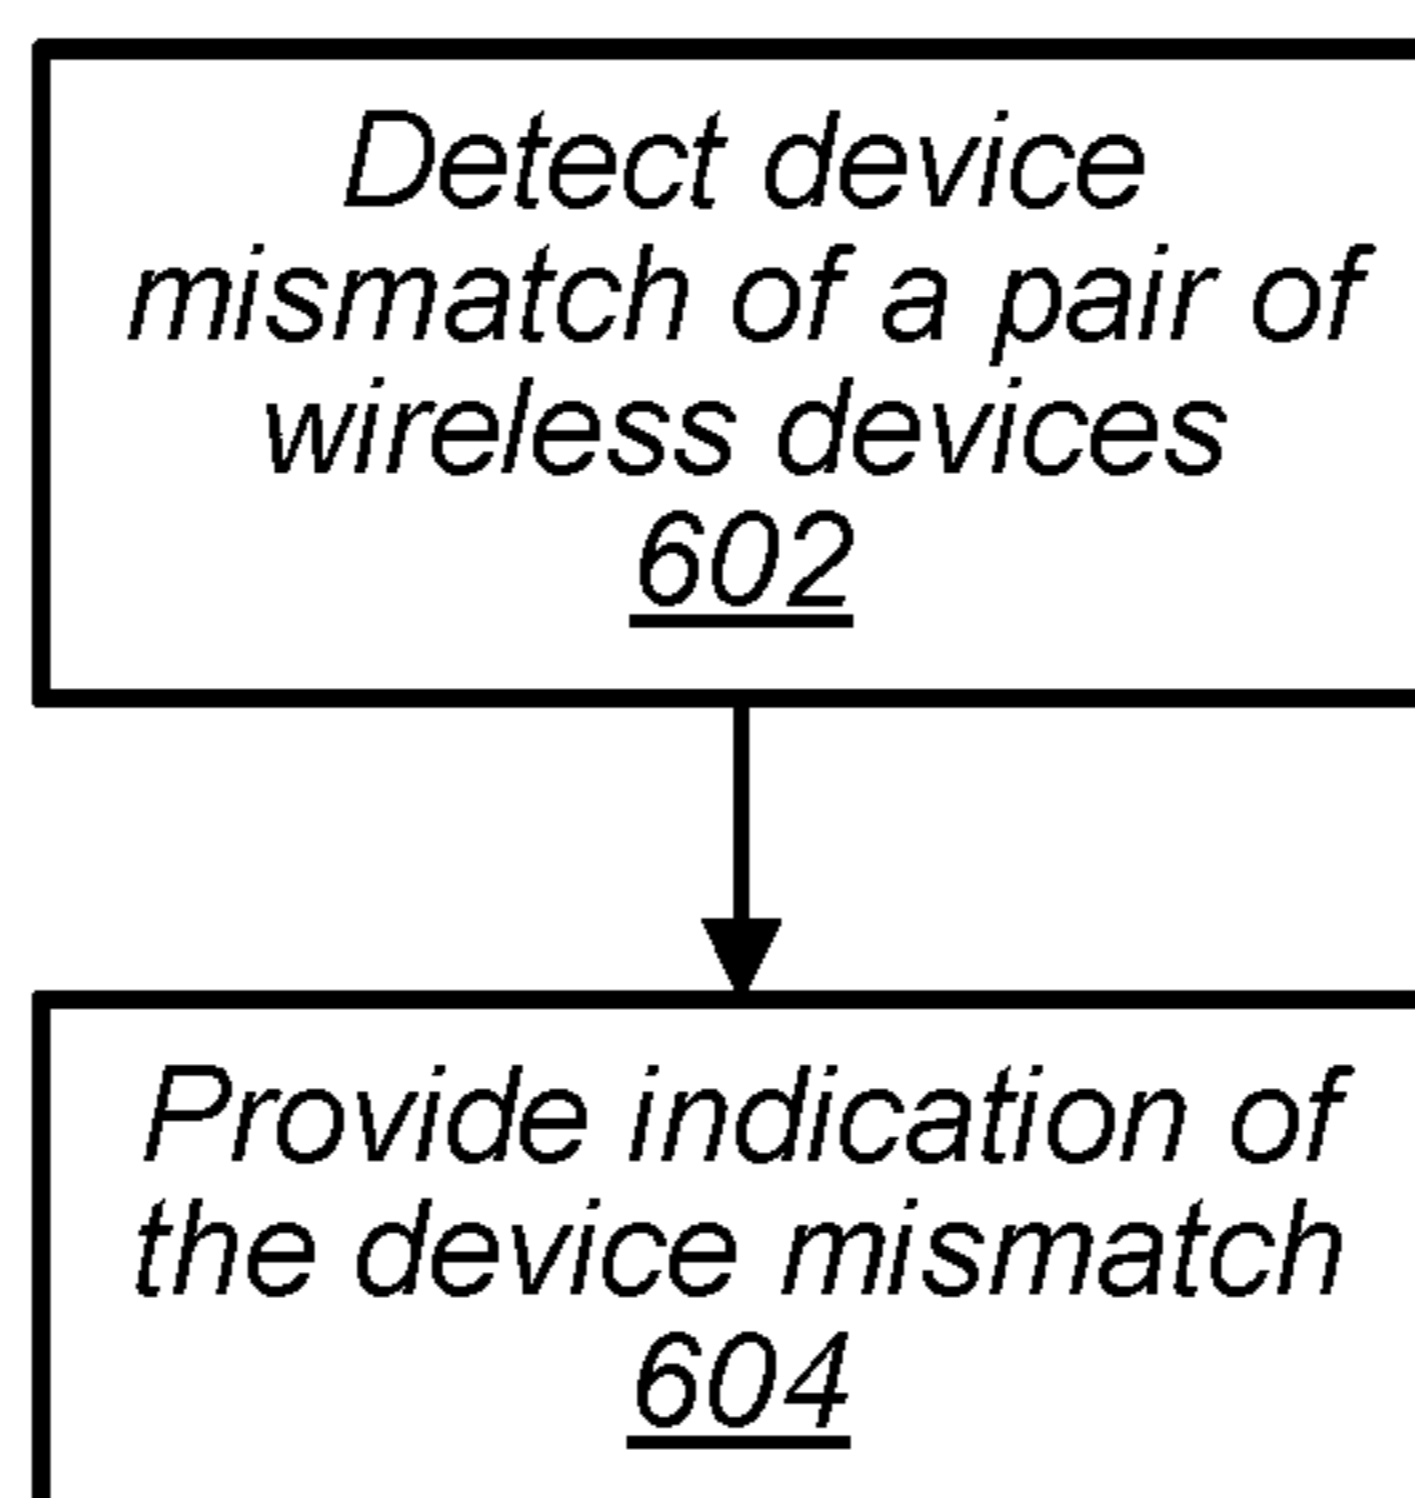 Detect device
mismatch of a pair of
wireless devices
602
Provide indication of
the device mismatch
604